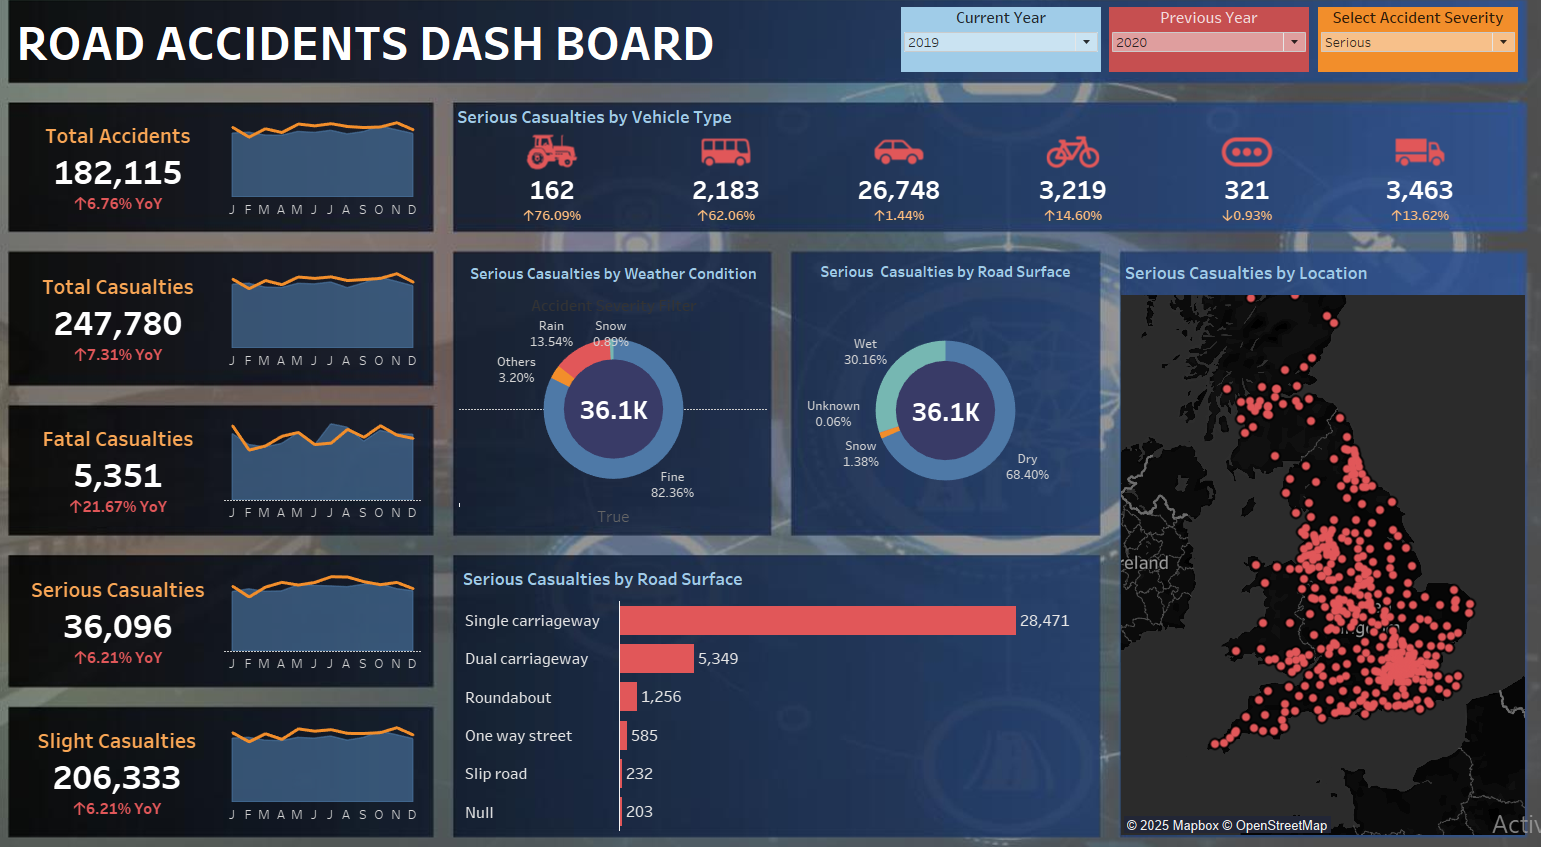 ROAD ACCIDENTS DASH BOARD
Current Year
2019
Previous Year
2020
Select Accident Severity
Serious
Total Accidents
182,115
↑6.76% YoY
J F M A M J J A S O N D
Total Casualties
247,780
↑7.31% YoY
J F M A M J J A S O N D
Fatal Casualties
5,351
↑21.67% YoY
J F M A M J J A S O N D
Serious Casualties
36,096
↑6.21% YoY
J F M A M J J A S O N D
Slight Casualties
206,333
↑6.21% YoY
J F M A M J J A S O N D
Serious Casualties by Vehicle Type
162
↑76.09%
2,183
↑62.06%
26,748
↑1.44%
3,219
↑14.60%
321
↓0.93%
3,463
↑13.62%
Serious Casualties by Weather Condition
Rain
13.54%
Snow
0.89%
Others
3.20%
36.1K
Fine
82.36%
True
Serious  Casualties by Road Surface
Wet
30.16%
Unknown
0.06%
Snow
1.38%
36.1K
Dry
68.40%
Serious Casualties by Road Surface
Single carriageway
28,471
Dual carriageway
5,349
Roundabout
1,256
One way street
585
Slip road
232
Null
203
Serious Casualties by Location
reland
© 2025 Mapbox © OpenStreetMap
Activ